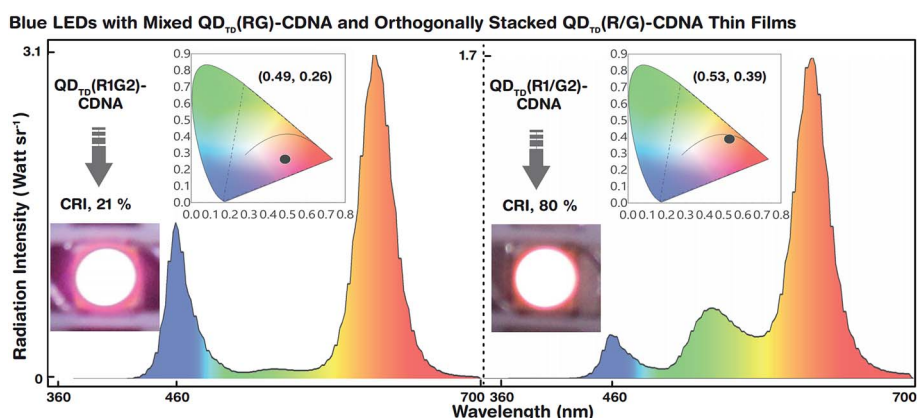 Blue LEDs with Mixed QD_TD(RG)-CDNA and Orthogonally Stacked QD_TD(R/G)-CDNA Thin Films
Radiation Intensity (Watt sr⁻¹)
3.1
0
QD_TD(R1G2)-
CDNA
CRI, 21 %
0.9
0.8
0.7
0.6
0.5
0.4
0.3
0.2
0.1
0.0
(0.49, 0.26)
0.0 0.1 0.2 0.3 0.4 0.5 0.6 0.7 0.8
360
460
700
1.7
QD_TD(R1/G2)-
CDNA
CRI, 80 %
0.9
0.8
0.7
0.6
0.5
0.4
0.3
0.2
0.1
0.0
(0.53, 0.39)
0.0 0.1 0.2 0.3 0.4 0.5 0.6 0.7 0.8
360
460
700
Wavelength (nm)